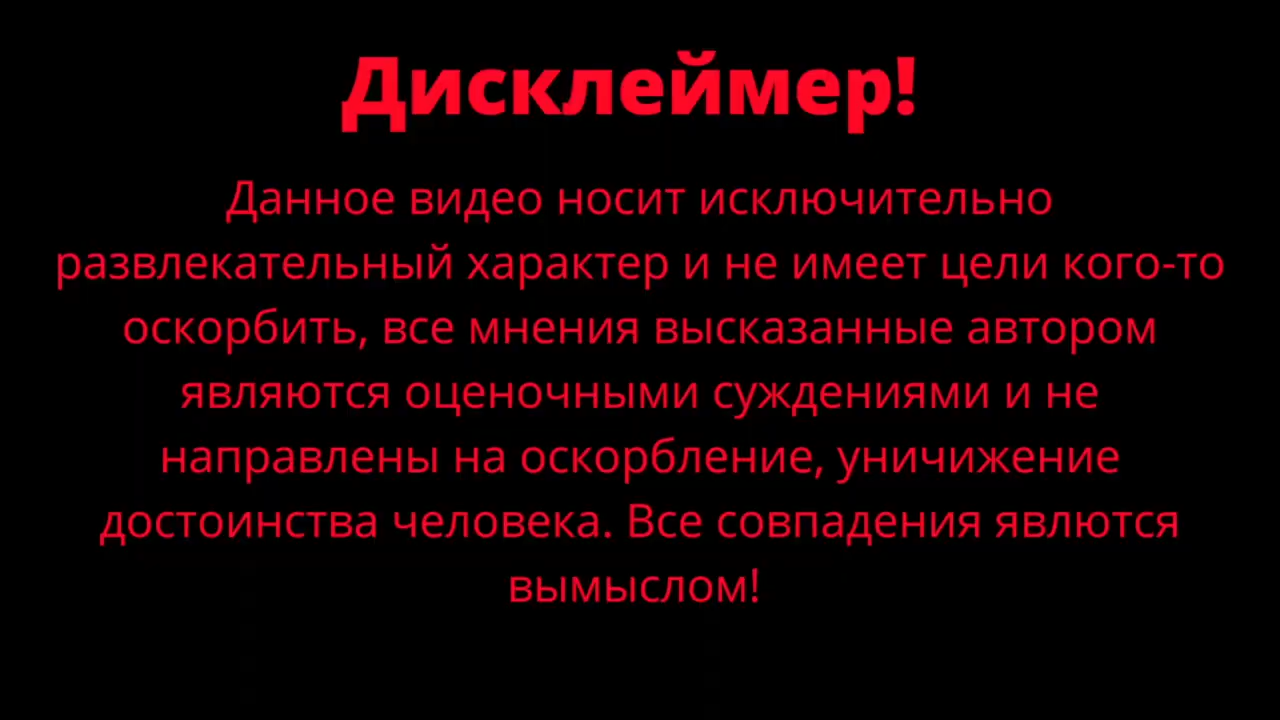 Дисклеймер!
Данное видео носит исключительно
развлекательный характер и не имеет цели кого-то
оскорбить, все мнения высказанные автором
являются оценочными суждениями и не
направлены на оскорбление, уничижение
достоинства человека. Все совпадения явлются
вымыслом!